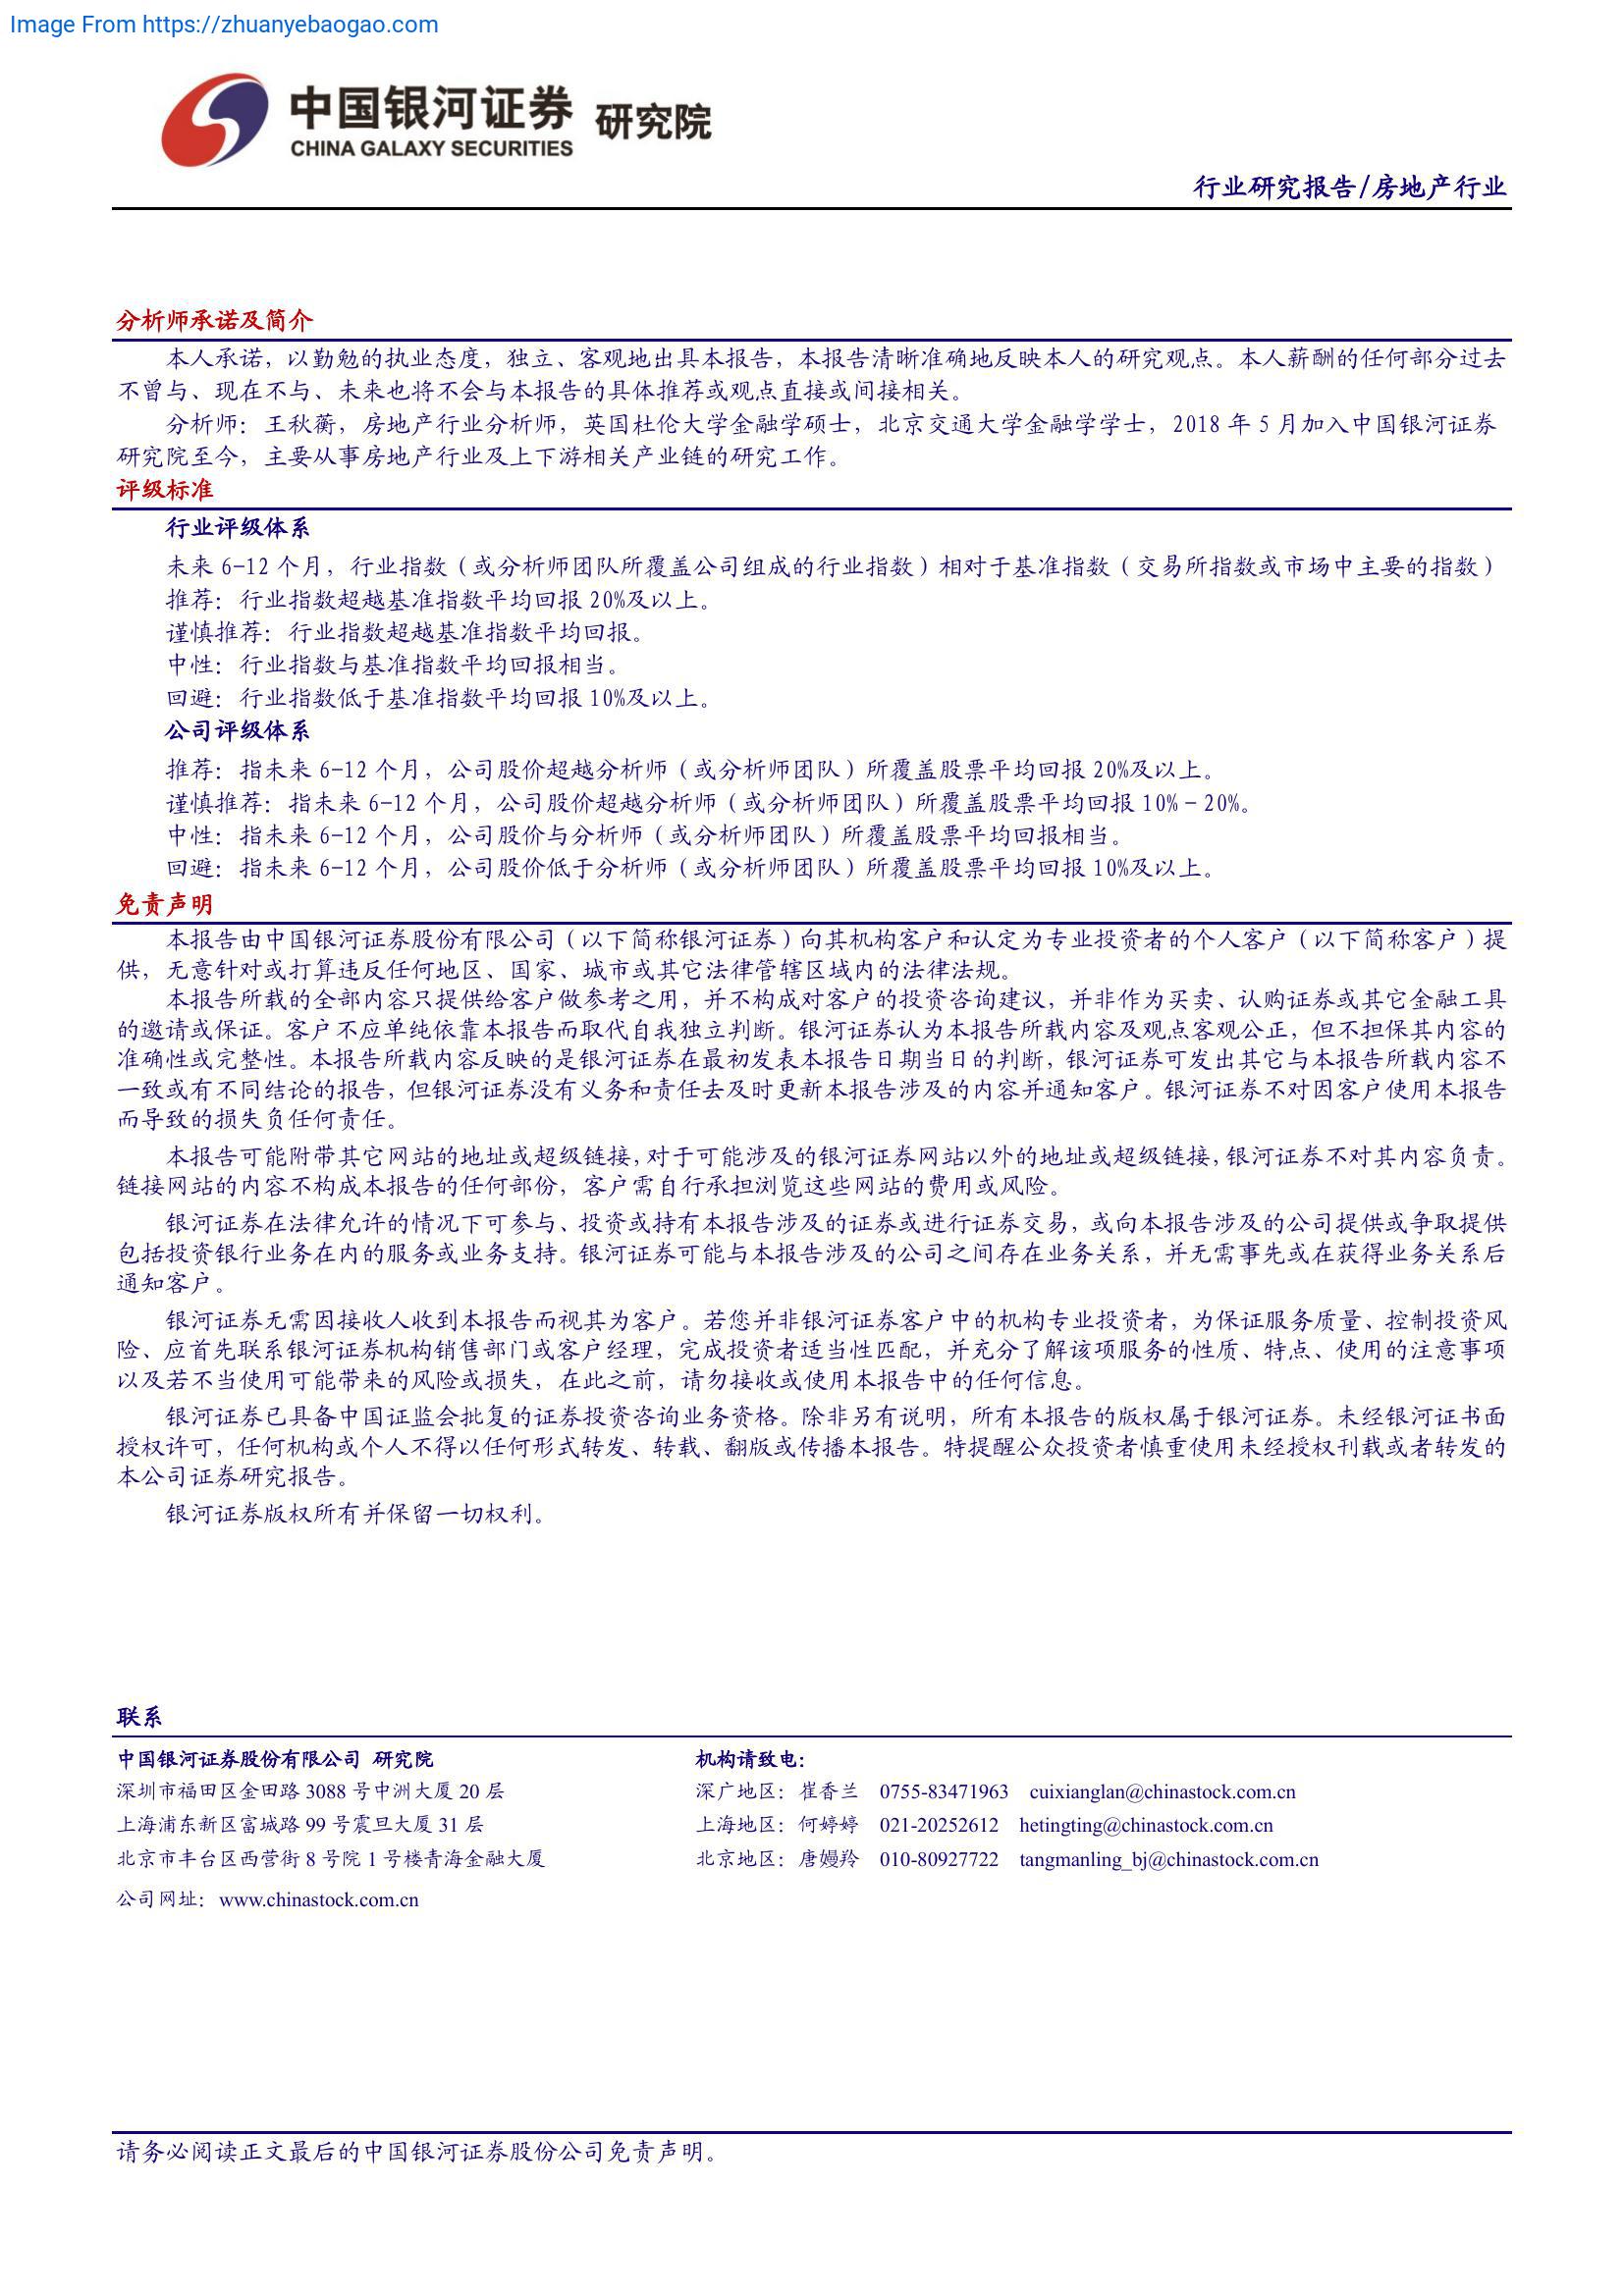 Image From https://zhuanyebaogao.com
中国银河证券 研究院
CHINA GALAXY SECURITIES
行业研究报告/房地产行业
分析师承诺及简介
本人承诺，以勤勉的执业态度，独立、客观地出具本报告，本报告清晰准确地反映本人的研究观点。本人薪酬的任何部分过去
不曾与、现在不与、未来也将不会与本报告的具体推荐或观点直接或间接相关。
分析师：王秋蘅，房地产行业分析师，英国杜伦大学金融学硕士，北京交通大学金融学学士，2018 年 5 月加入中国银河证券
研究院至今，主要从事房地产行业及上下游相关产业链的研究工作。
评级标准
行业评级体系
未来 6-12 个月，行业指数（或分析师团队所覆盖公司组成的行业指数）相对于基准指数（交易所指数或市场中主要的指数）
推荐：行业指数超越基准指数平均回报 20%及以上。
谨慎推荐：行业指数超越基准指数平均回报。
中性：行业指数与基准指数平均回报相当。
回避：行业指数低于基准指数平均回报 10%及以上。
公司评级体系
推荐：指未来 6-12 个月，公司股价超越分析师（或分析师团队）所覆盖股票平均回报 20%及以上。
谨慎推荐：指未来 6-12 个月，公司股价超越分析师（或分析师团队）所覆盖股票平均回报 10%－20%。
中性：指未来 6-12 个月，公司股价与分析师（或分析师团队）所覆盖股票平均回报相当。
回避：指未来 6-12 个月，公司股价低于分析师（或分析师团队）所覆盖股票平均回报 10%及以上。
免责声明
本报告由中国银河证券股份有限公司（以下简称银河证券）向其机构客户和认定为专业投资者的个人客户（以下简称客户）提
供，无意针对或打算违反任何地区、国家、城市或其它法律管辖区域内的法律法规。
本报告所载的全部内容只提供给客户做参考之用，并不构成对客户的投资咨询建议，并非作为买卖、认购证券或其它金融工具
的邀请或保证。客户不应单纯依靠本报告而取代自我独立判断。银河证券认为本报告所载内容及观点客观公正，但不担保其内容的
准确性或完整性。本报告所载内容反映的是银河证券在最初发表本报告日期当日的判断，银河证券可发出其它与本报告所载内容不
一致或有不同结论的报告，但银河证券没有义务和责任去及时更新本报告涉及的内容并通知客户。银河证券不对因客户使用本报告
而导致的损失负任何责任。
本报告可能附带其它网站的地址或超级链接，对于可能涉及的银河证券网站以外的地址或超级链接，银河证券不对其内容负责。
链接网站的内容不构成本报告的任何部份，客户需自行承担浏览这些网站的费用或风险。
银河证券在法律允许的情况下可参与、投资或持有本报告涉及的证券或进行证券交易，或向本报告涉及的公司提供或争取提供
包括投资银行业务在内的服务或业务支持。银河证券可能与本报告涉及的公司之间存在业务关系，并无需事先或在获得业务关系后
通知客户。
银河证券无需因接收人收到本报告而视其为客户。若您并非银河证券客户中的机构专业投资者，为保证服务质量、控制投资风
险、应首先联系银河证券机构销售部门或客户经理，完成投资者适当性匹配，并充分了解该项服务的性质、特点、使用的注意事项
以及若不当使用可能带来的风险或损失，在此之前，请勿接收或使用本报告中的任何信息。
银河证券已具备中国证监会批复的证券投资咨询业务资格。除非另有说明，所有本报告的版权属于银河证券。未经银河证书面
授权许可，任何机构或个人不得以任何形式转发、转载、翻版或传播本报告。特提醒公众投资者慎重使用未经授权刊载或者转发的
本公司证券研究报告。
银河证券版权所有并保留一切权利。
联系
中国银河证券股份有限公司 研究院 机构请致电：
深圳市福田区金田路 3088 号中洲大厦 20 层 深广地区：崔香兰 0755-83471963 cuixianglan@chinastock.com.cn
上海浦东新区富城路 99 号震旦大厦 31 层 上海地区：何婷婷 021-20252612 hetingting@chinastock.com.cn
北京市丰台区西营街 8 号院 1 号楼青海金融大厦 北京地区：唐嫚羚 010-80927722 tangmanling_bj@chinastock.com.cn
公司网址：www.chinastock.com.cn
请务必阅读正文最后的中国银河证券股份公司免责声明。